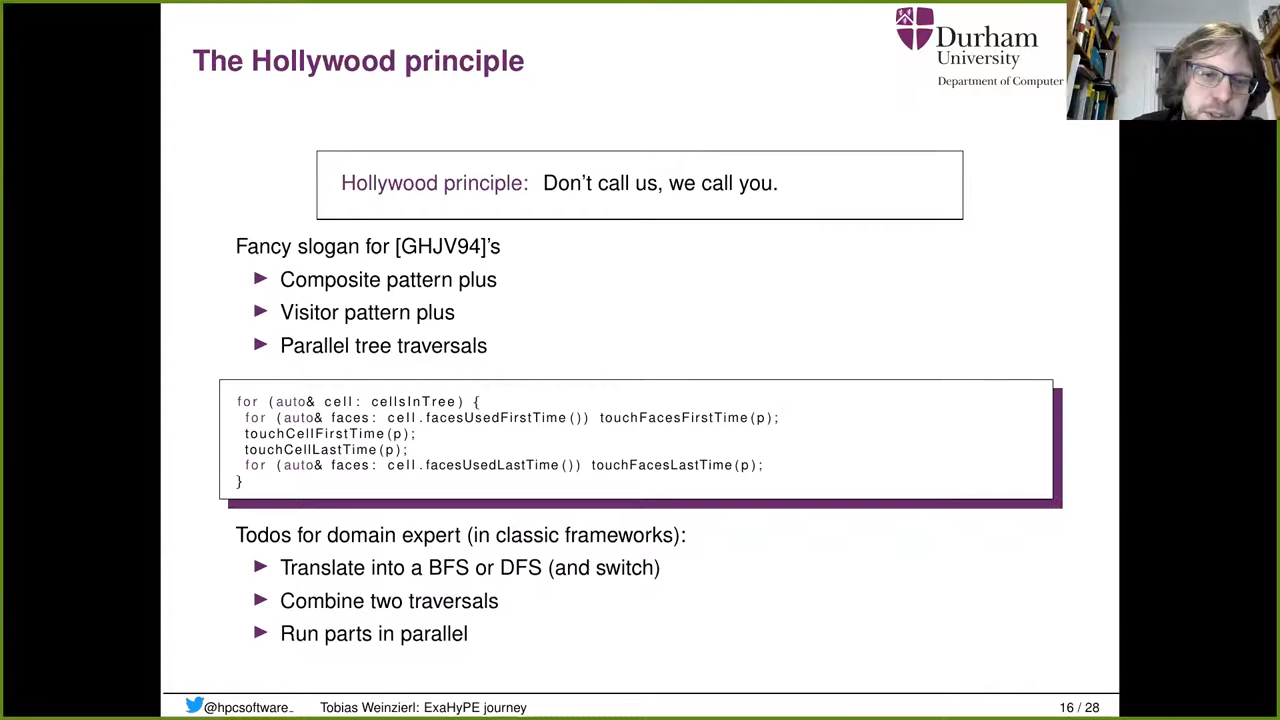 The Hollywood principle
Durham
University
Department of Computer
Hollywood principle: Don't call us, we call you.
Fancy slogan for [GHJV94]'s
Composite pattern plus
Visitor pattern plus
Parallel tree traversals
for (auto& cell: cellsInTree) {
for (auto& faces: cell.facesUsedFirstTime()) touchFacesFirstTime(p);
touchCellFirstTime(p);
touchCellLastTime(p);
for (auto& faces: cell.facesUsedLastTime()) touchFacesLastTime(p);
}
Todos for domain expert (in classic frameworks):
Translate into a BFS or DFS (and switch)
Combine two traversals
Run parts in parallel
@hpcsoftware_ Tobias Weinzierl: ExaHyPE journey 16 / 28